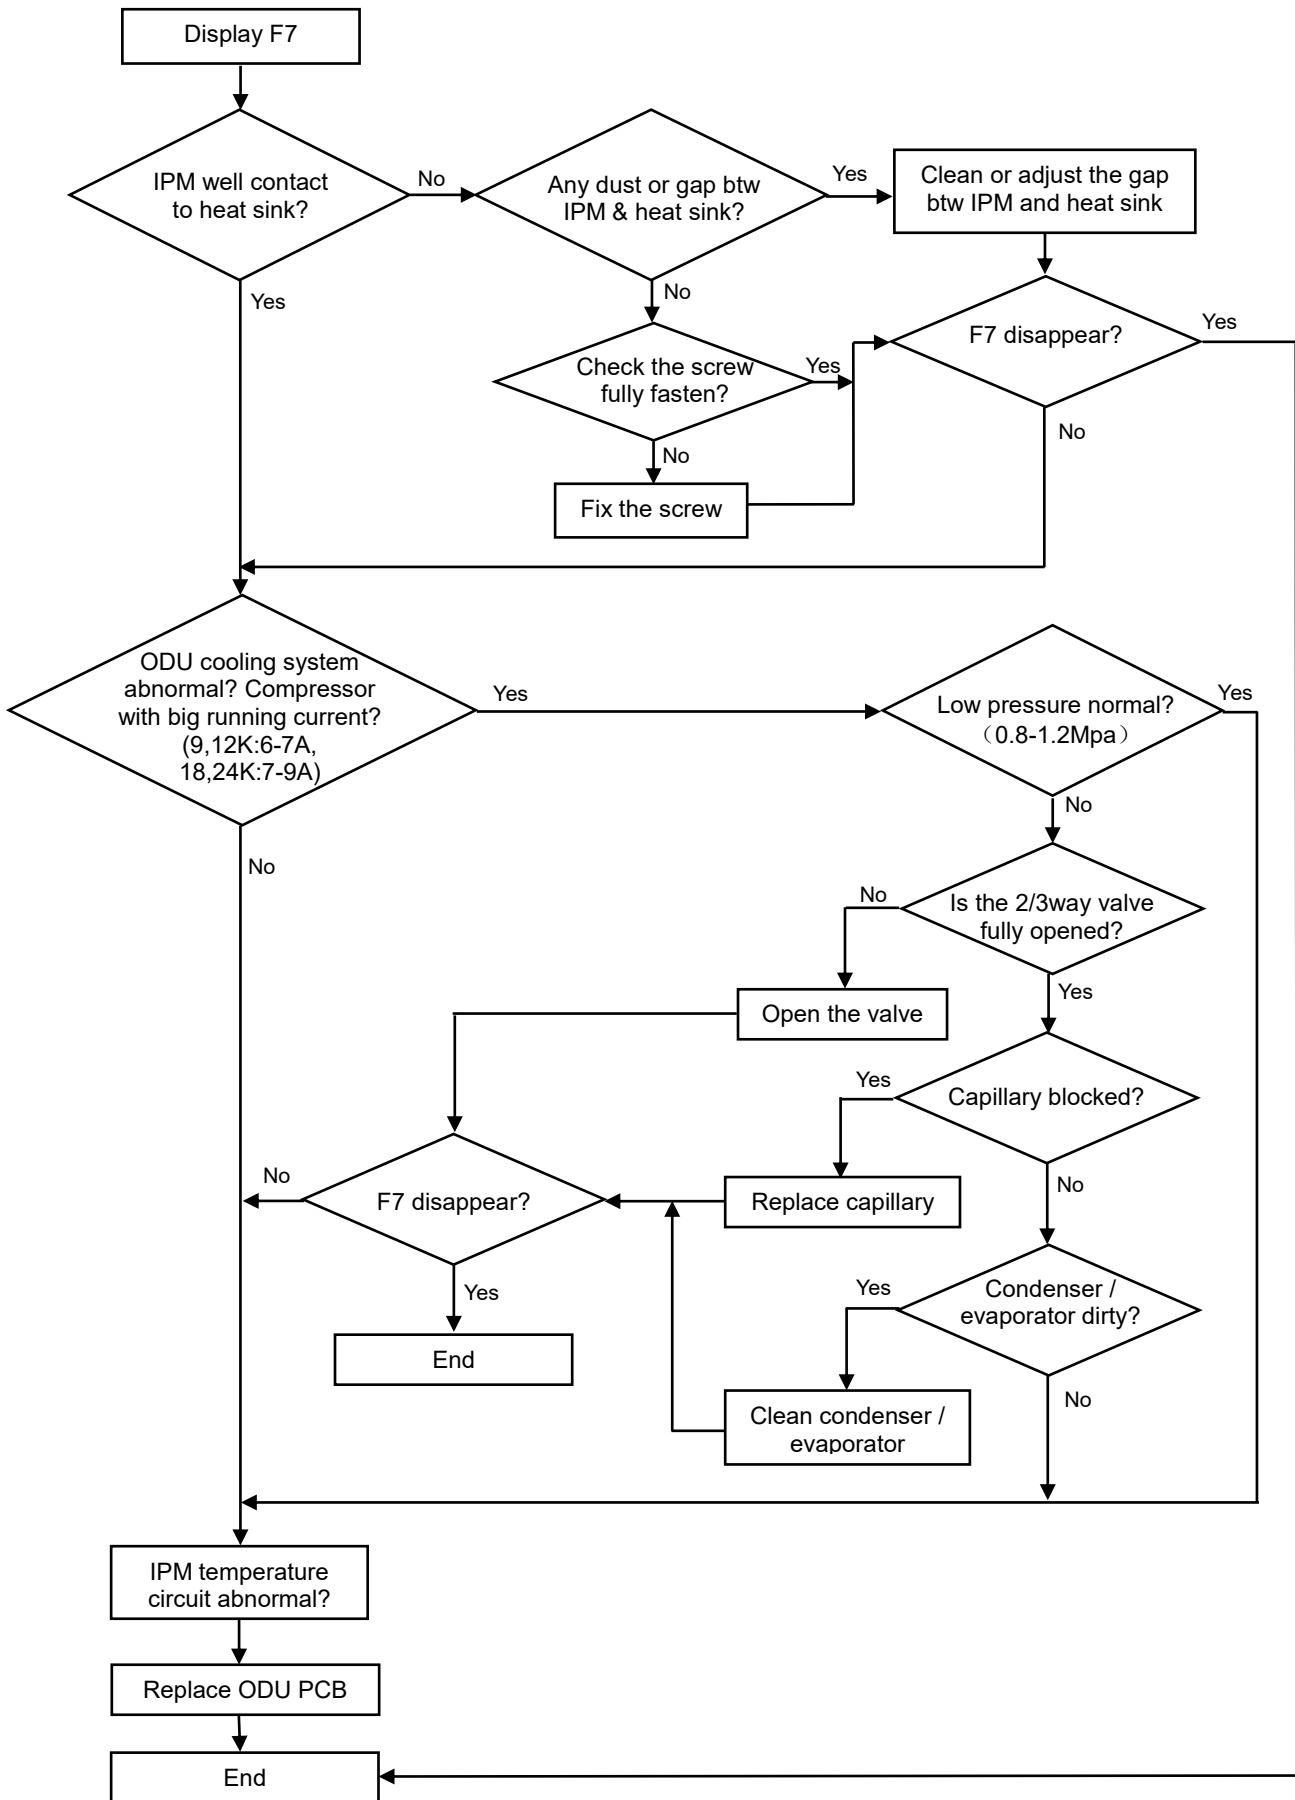 Display F7
IPM well contact
to heat sink?
No
Any dust or gap btw
IPM & heat sink?
Yes
Clean or adjust the gap
btw IPM and heat sink
Yes
No
F7 disappear?
Yes
Check the screw
fully fasten?
Yes
No
No
Fix the screw
ODU cooling system
abnormal? Compressor
with big running current?
(9,12K:6-7A,
18,24K:7-9A)
Yes
Low pressure normal?
（0.8-1.2Mpa）
Yes
No
No
Is the 2/3way valve
fully opened?
No
Yes
Open the valve
Capillary blocked?
Yes
No
Replace capillary
F7 disappear?
No
Yes
End
Condenser /
evaporator dirty?
Yes
No
Clean condenser /
evaporator
IPM temperature
circuit abnormal?
Replace ODU PCB
End